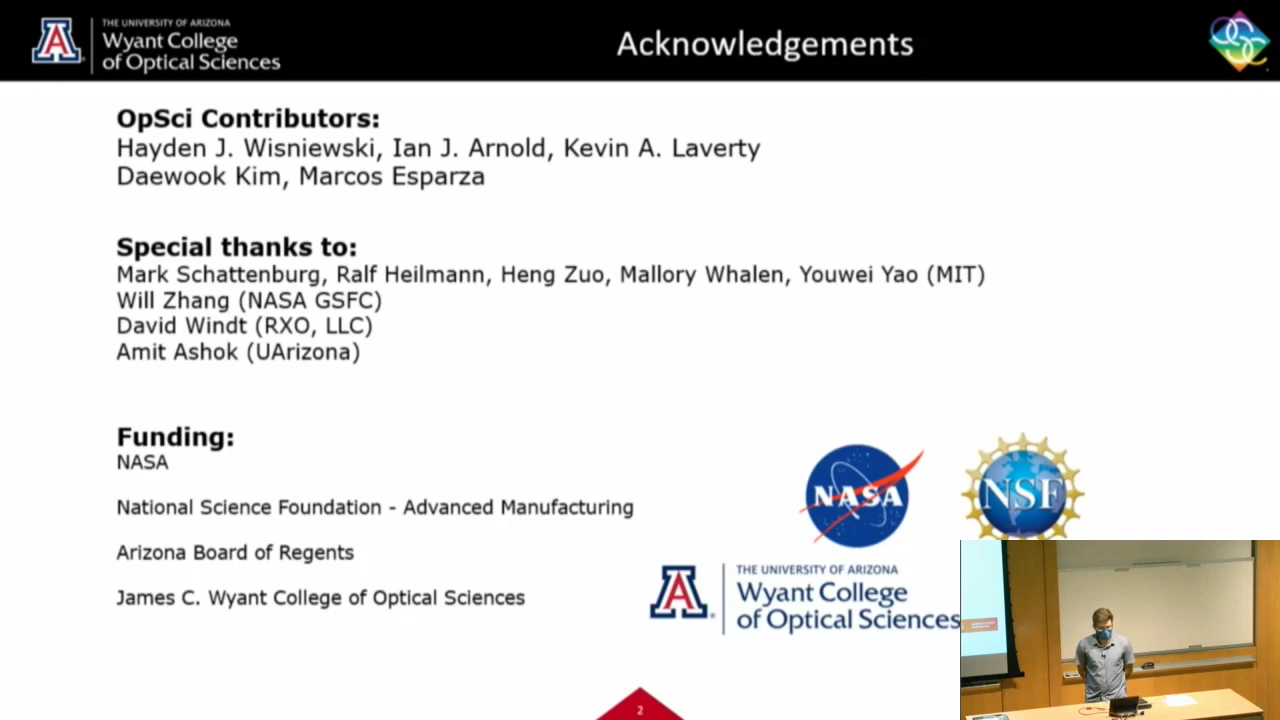 THE UNIVERSITY OF ARIZONA
Wyant College
of Optical Sciences
Acknowledgements
OpSci Contributors:
Hayden J. Wisniewski, Ian J. Arnold, Kevin A. Laverty
Daewook Kim, Marcos Esparza
Special thanks to:
Mark Schattenburg, Ralf Heilmann, Heng Zuo, Mallory Whalen, Youwei Yao (MIT)
Will Zhang (NASA GSFC)
David Windt (RXO, LLC)
Amit Ashok (UArizona)
Funding:
NASA
National Science Foundation - Advanced Manufacturing
Arizona Board of Regents
James C. Wyant College of Optical Sciences
NASA
NSF
A
THE UNIVERSITY OF ARIZONA
Wyant College
of Optical Sciences
2